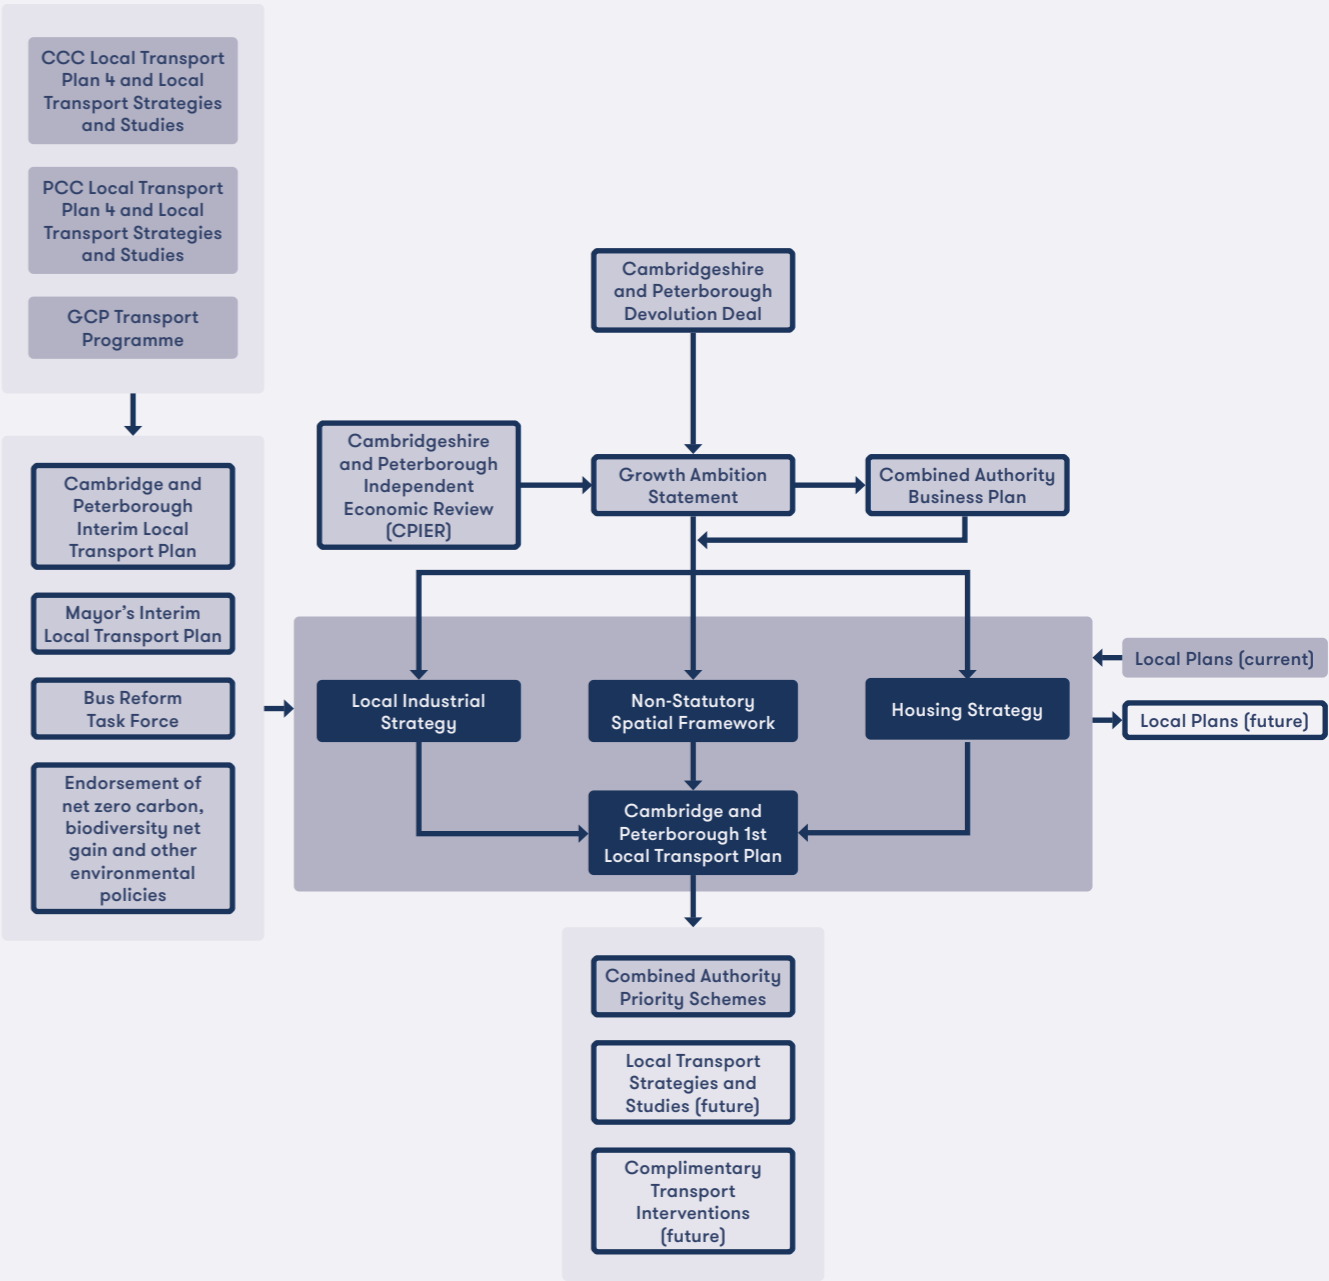 CCC Local Transport
Plan 4 and Local
Transport Strategies
and Studies
PCC Local Transport
Plan 4 and Local
Transport Strategies
and Studies
GCP Transport
Programme
Cambridge and
Peterborough
Interim Local
Transport Plan
Mayor’s Interim
Local Transport Plan
Bus Reform
Task Force
Endorsement of
net zero carbon,
biodiversity net
gain and other
environmental
policies
Cambridgeshire
and Peterborough
Devolution Deal
Cambridgeshire
and Peterborough
Independent
Economic Review
(CPIER)
Growth Ambition
Statement
Combined Authority
Business Plan
Local Industrial
Strategy
Non-Statutory
Spatial Framework
Housing Strategy
Local Plans (current)
Local Plans (future)
Cambridge and
Peterborough 1st
Local Transport Plan
Combined Authority
Priority Schemes
Local Transport
Strategies and
Studies (future)
Complimentary
Transport
Interventions
(future)